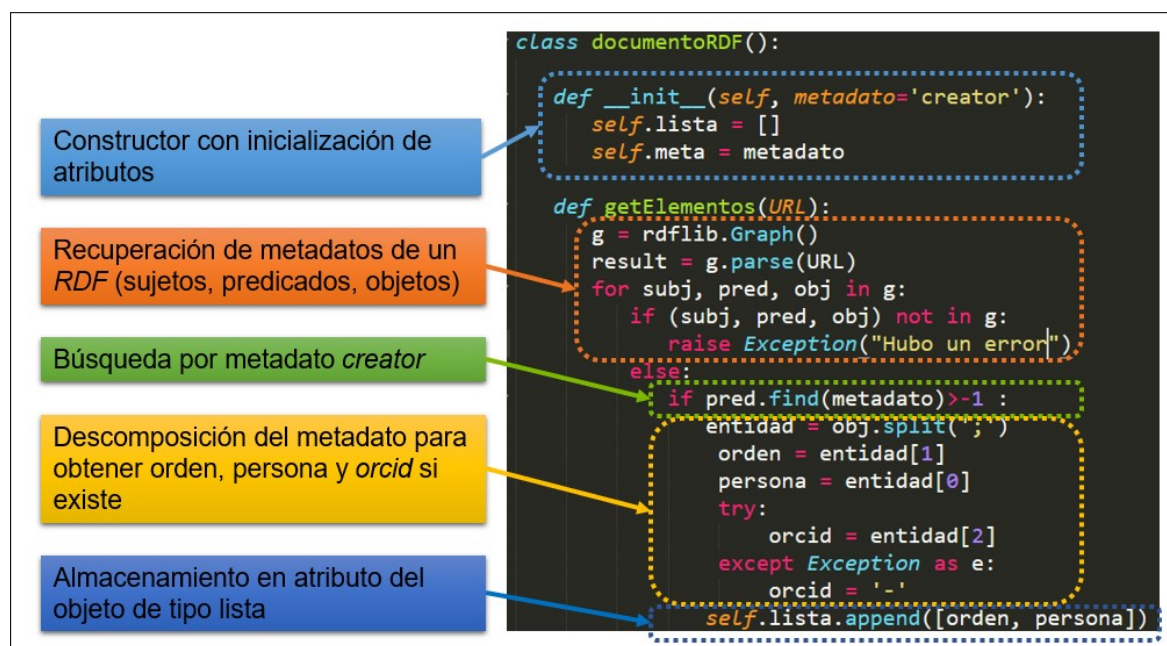 class documentoRDF():
def __init__(self, metadato='creator'):
self.lista = []
self.meta = metadato
def getElementos(URL):
g = rdflib.Graph()
result = g.parse(URL)
for subj, pred, obj in g:
if (subj, pred, obj) not in g:
raise Exception("Hubo un error")
else:
if pred.find(metadato)>-1 :
entidad = obj.split(';')
orden = entidad[1]
persona = entidad[0]
try:
orcid = entidad[2]
except Exception as e:
orcid = '-'
self.lista.append([orden, persona])
Constructor con inicialización de
atributos
Recuperación de metadatos de un
RDF (sujetos, predicados, objetos)
Búsqueda por metadato creator
Descomposición del metadato para
obtener orden, persona y orcid si
existe
Almacenamiento en atributo del
objeto de tipo lista